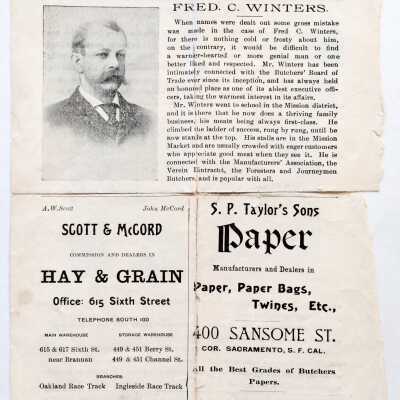 FRED. C. WINTERS.
When names were dealt out some gross mistake
was made in the case of Fred C. Winters,
for there is nothing cold or frosty about him,
on the contrary, it would be difficult to find
a warmer-hearted or more genial man or one
better liked and respected. Mr. Winters has been
intimately connected with the Butchers' Board of
Trade ever since its inception, and has always held
an honored place as one of its ablest executive offi-
cers, taking the warmest interest in its affairs.
Mr. Winters went to school in the Mission district,
and it is there that he now does a thriving family
business, his meats being always first-class. He
climbed the ladder of success, rung by rung, until he
now stands at the top. His stalls are in the Mission
Market and are usually crowded with eager customers
who appreciate good meat when they see it. He is
connected with the Manufacturers' Association, the
Verein Eintracht, the Foresters and Journeymen
Butchers, and is popular with all.
A. W. Scott John McCord
SCOTT & McCORD
COMMISSION AND DEALERS IN
HAY & GRAIN
Office: 615 Sixth Street
TELEPHONE SOUTH 100
MAIN WAREHOUSE STORAGE WAREHOUSE
615 & 617 Sixth St. 449 & 451 Berry St.
near Brannan 449 & 451 Channel St.
BRANCHES:
Oakland Race Track Ingleside Race Track
S. P. Taylor's Sons
Paper
Manufacturers and Dealers in
Paper, Paper Bags,
Twines, Etc.,
400 SANSOME ST.
COR. SACRAMENTO, S. F. CAL.
All the Best Grades of Butchers
Papers.